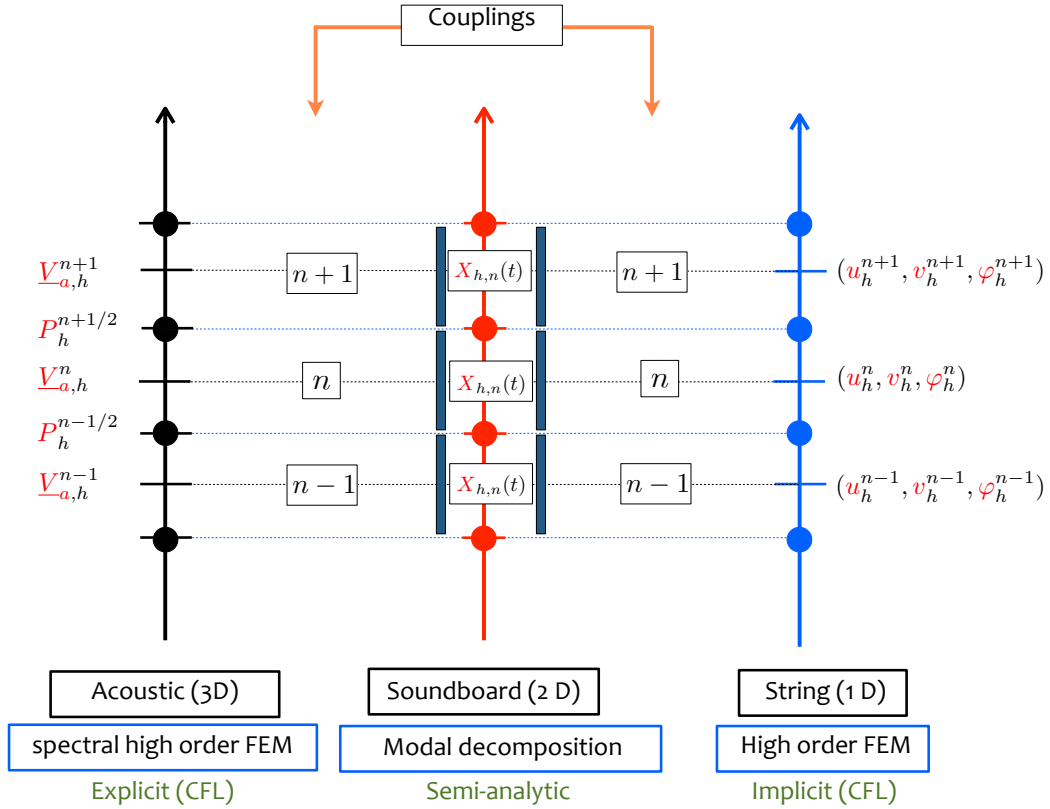 Couplings
V_{a,h}^{n+1} n + 1 X_{h,n}(t) n + 1 (u_h^{n+1}, v_h^{n+1}, φ_h^{n+1})
P_h^{n+1/2}
V_{a,h}^n n X_{h,n}(t) n (u_h^n, v_h^n, φ_h^n)
P_h^{n-1/2}
V_{a,h}^{n-1} n − 1 X_{h,n}(t) n − 1 (u_h^{n-1}, v_h^{n-1}, φ_h^{n-1})
Acoustic (3D) Soundboard (2 D) String (1 D)
spectral high order FEM Modal decomposition High order FEM
Explicit (CFL) Semi-analytic Implicit (CFL)